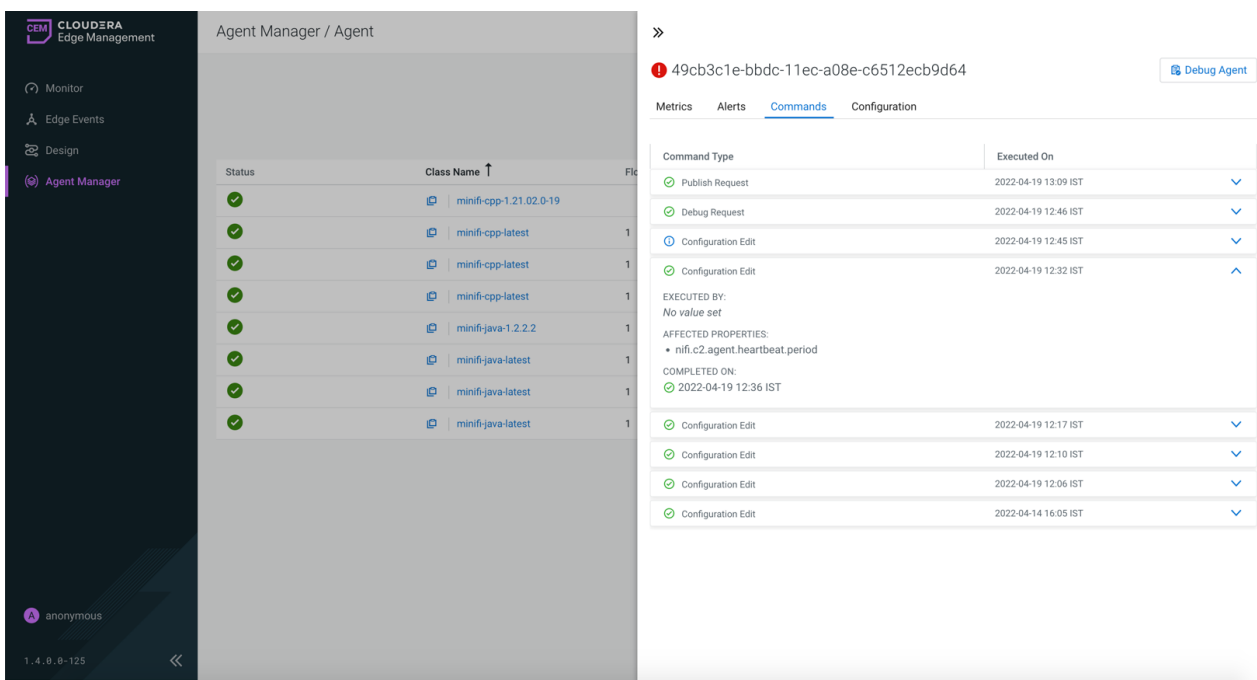 CEM CLOUDERA
Edge Management
Monitor
Edge Events
Design
Agent Manager
A anonymous
1.4.0.0-125
Agent Manager / Agent
Status Class Name Flo
minifi-cpp-1.21.02.0-19
minifi-cpp-latest 1
minifi-cpp-latest 1
minifi-cpp-latest 1
minifi-java-1.2.2.2 1
minifi-java-latest 1
minifi-java-latest 1
minifi-java-latest 1
49cb3c1e-bbdc-11ec-a08e-c6512ecb9d64
Debug Agent
Metrics Alerts Commands Configuration
Command Type Executed On
Publish Request 2022-04-19 13:09 IST
Debug Request 2022-04-19 12:46 IST
Configuration Edit 2022-04-19 12:45 IST
Configuration Edit 2022-04-19 12:32 IST
EXECUTED BY:
No value set
AFFECTED PROPERTIES:
• nifi.c2.agent.heartbeat.period
COMPLETED ON:
2022-04-19 12:36 IST
Configuration Edit 2022-04-19 12:17 IST
Configuration Edit 2022-04-19 12:10 IST
Configuration Edit 2022-04-19 12:06 IST
Configuration Edit 2022-04-14 16:05 IST